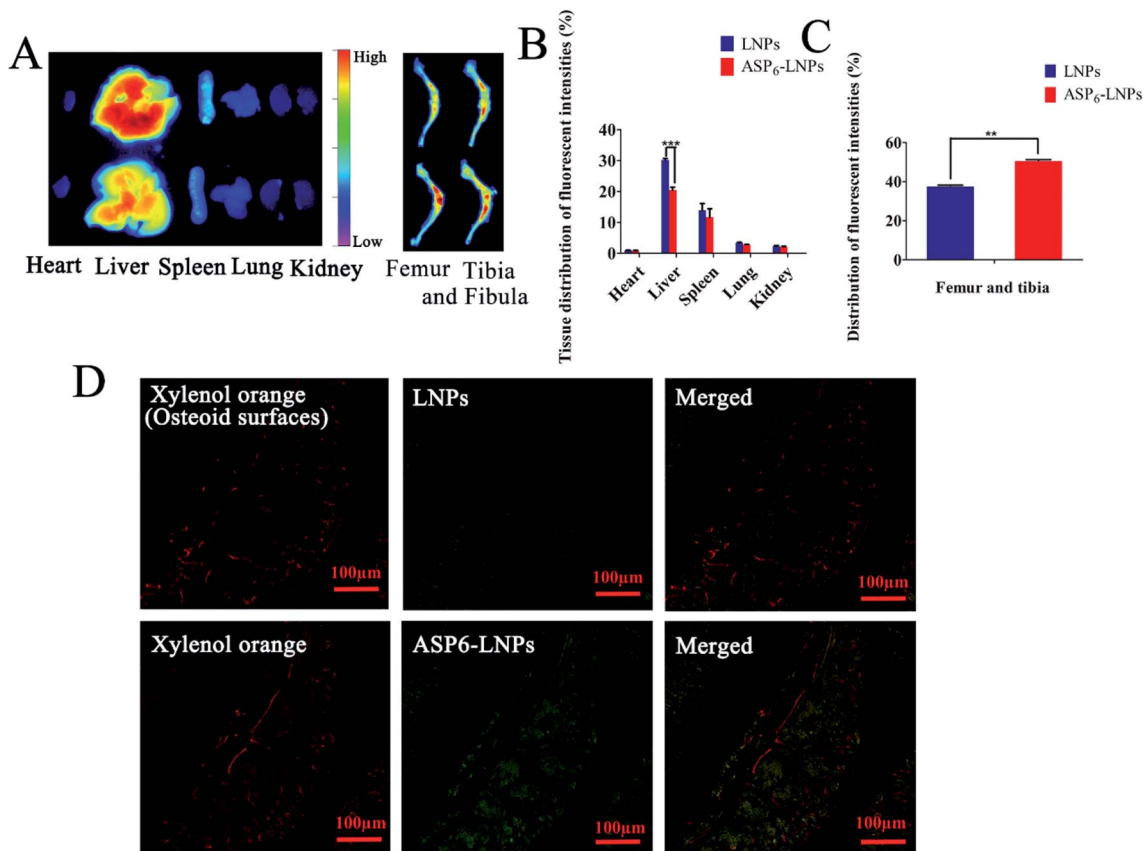 A
High
Low
Heart Liver Spleen Lung Kidney
Femur Tibia
and Fibula
B
LNPs
ASP6-LNPs
Tissue distribution of fluorescent intensities (%)
40
30
20
10
0
***
Heart
Liver
Spleen
Lung
Kidney
C
LNPs
ASP6-LNPs
Distribution of fluorescent intensities (%)
80
60
40
20
0
**
Femur and tibia
D
Xylenol orange
(Osteoid surfaces)
100μm
LNPs
100μm
Merged
100μm
Xylenol orange
100μm
ASP6-LNPs
100μm
Merged
100μm